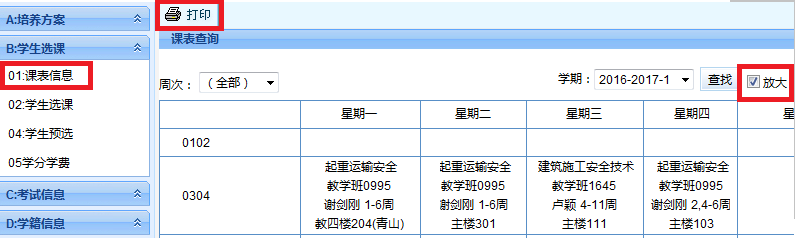 A:培养方案
B:学生选课
01:课表信息
02:学生选课
04:学生预选
05学分学费
C:考试信息
D:学籍信息
打印
课表查询
周次： （全部） 学期： 2016-2017-1 查找 放大
星期一 星期二 星期三 星期四
0102
0304
起重运输安全 起重运输安全 建筑施工安全技术 起重运输安全
教学班0995 教学班0995 教学班1645 教学班0995
谢剑刚 1-6周 谢剑刚 1-6周 卢颖 4-11周 谢剑刚 2,4-6周
教四楼204(青山) 主楼301 主楼111 主楼103